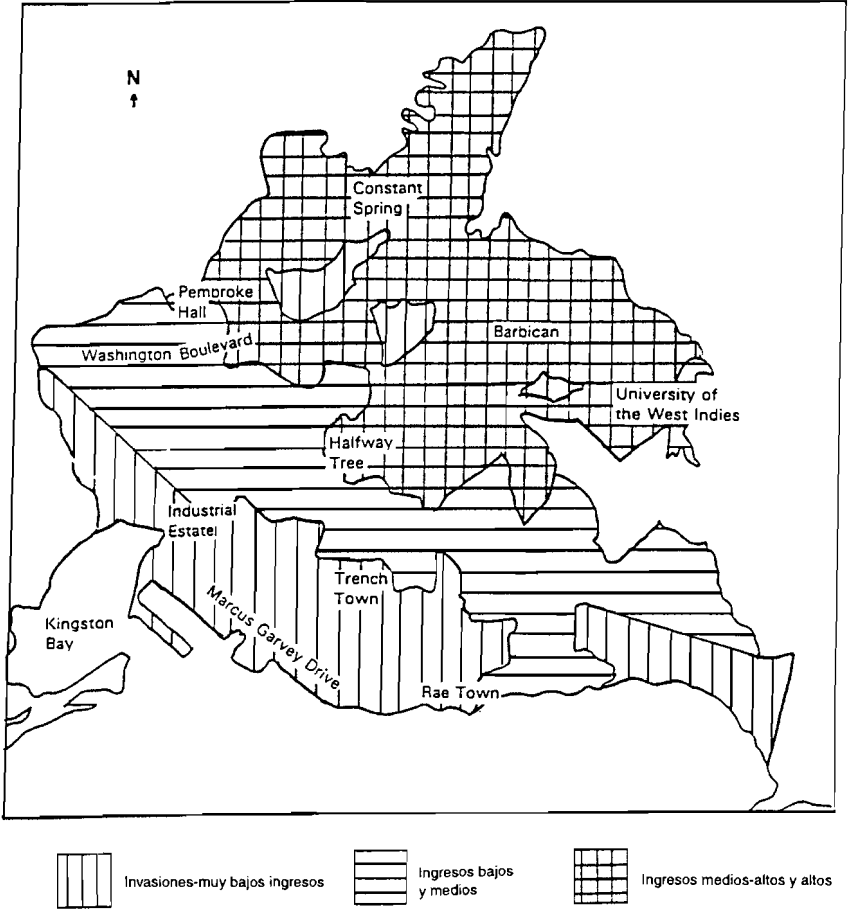 N
Constant
Spring
Pembroke
Hall
Washington Boulevard
Barbican
University of
the West Indies
Halfway
Tree
Industrial
Estate
Trench
Town
Marcus Garvey Drive
Kingston
Bay
Rae Town
Invasiones-muy bajos ingresos
Ingresos bajos
y medios
Ingresos medios-altos y altos